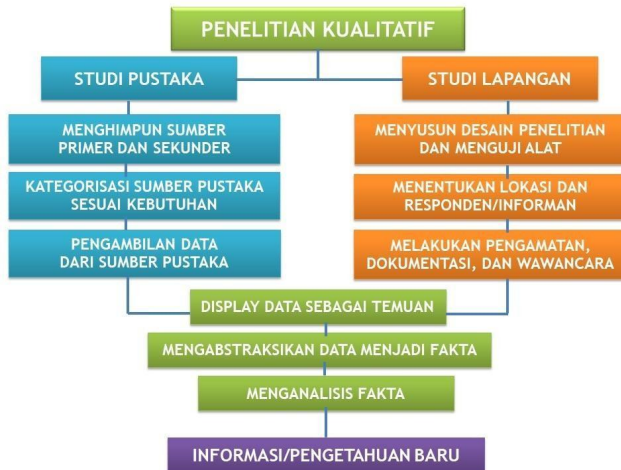 PENELITIAN KUALITATIF
STUDI PUSTAKA
MENGHIMPUN SUMBER
PRIMER DAN SEKUNDER
KATEGORISASI SUMBER PUSTAKA
SESUAI KEBUTUHAN
PENGAMBILAN DATA
DARI SUMBER PUSTAKA
STUDI LAPANGAN
MENYUSUN DESAIN PENELITIAN
DAN MENGUJI ALAT
MENENTUKAN LOKASI DAN
RESPONDEN/INFORMAN
MELAKUKAN PENGAMATAN,
DOKUMENTASI, DAN WAWANCARA
DISPLAY DATA SEBAGAI TEMUAN
MENGABSTRAKSIKAN DATA MENJADI FAKTA
MENGANALISIS FAKTA
INFORMASI/PENGETAHUAN BARU